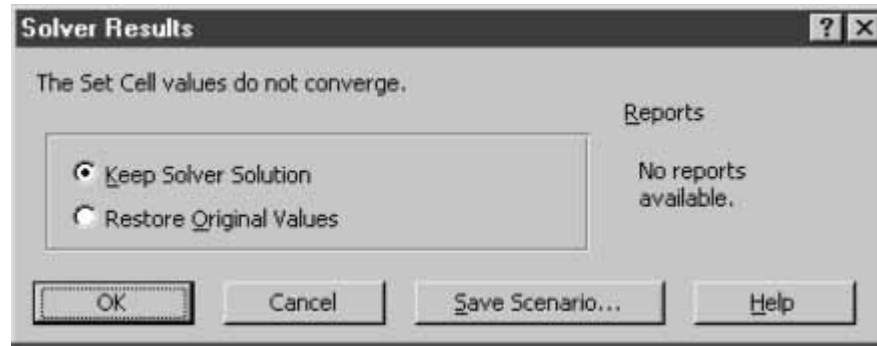 Solver Results
The Set Cell values do not converge.
Reports
Keep Solver Solution
Restore Original Values
No reports
available.
OK
Cancel
Save Scenario...
Help